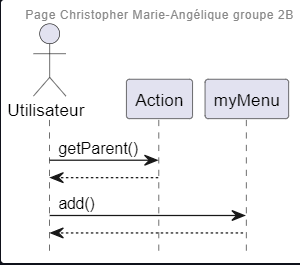 Page Christopher Marie-Angélique groupe 2B
Utilisateur
Action
myMenu
getParent()
add()